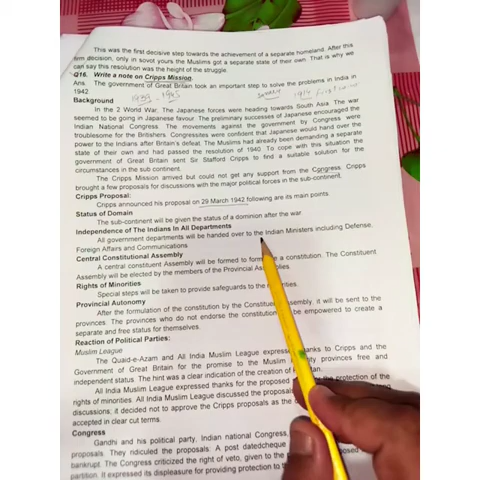 This was the first decisive step towards the achievement of a separate homeland. After this
firm decision, only in sovot yours the Muslims got a separate state of their own. That is why we
can say this resolution was the height of the struggle.
Q16. Write a note on Cripps Mission.
Ans The government of Great Britain took an important step to solve the problems in India in
1942
1939 - 1945 1914
Background
In the 2 World War. The Japanese forces were heading towards South Asia. The war
seemed to be going in Japanese favour. The preliminary successes of Japanese encouraged the
Indian National Congress. The movements against the government by Congress were
troublesome for the Britishers. Congressites were confident that Japanese would hand over the
power to the Indians after Britain's defeat. The Muslims had already been demanding a separate
state of their own and had passed the resolution of 1940. To cope with this situation the
government of Great Britain sent Sir Stafford Cripps to find a suitable solution for the
circumstances in the sub continent.
The Cripps Mission arrived but could not get any support from the Congress. Cripps
brought a few proposals for discussions with the major political forces in the sub-continent.
Cripps Proposal:
Cripps announced his proposal on 29 March 1942 following are its main points.
Status of Domain
The sub-continent will be given the status of a dominion after the war
Independence of The Indians In All Departments
All government departments will be handed over to the Indian Ministers including Defense.
Foreign Affairs and Communications
Central Constitutional Assembly
A central constituent Assembly will be formed to a constitution. The Constituent
Assembly will be elected by the members of the Provincial
Rights of Minorities
Special steps will be taken to provide safeguards to the
Provincial Autonomy
After the formulation of the constitution by the Constituent Assembly, it will be sent to the
provinces. The provinces who do not endorse the constitution be empowered to create a
separate and free status for themselves.
Reaction of Political Parties:
Muslim League
The Quaid-e-Azam and All India Muslim League expressed thanks to Cripps and the
Government of Great Britain for the promise to the Muslim provinces free and
independent status. The hint was a clear indication of the creation of
All India Muslim League expressed thanks for the proposed the protection of the
rights of minorities. All India Muslim League discussed the proposals
discussions, it decided not to approve the Cripps proposals as the
accepted in clear cut terms.
Congress
Gandhi and his political party, Indian national Congress,
proposals. They ridiculed the proposals: A post datedcheque
bankrupt. The Congress criticized the right of veto, given to the
partition. It expressed its displeasure for providing protection to